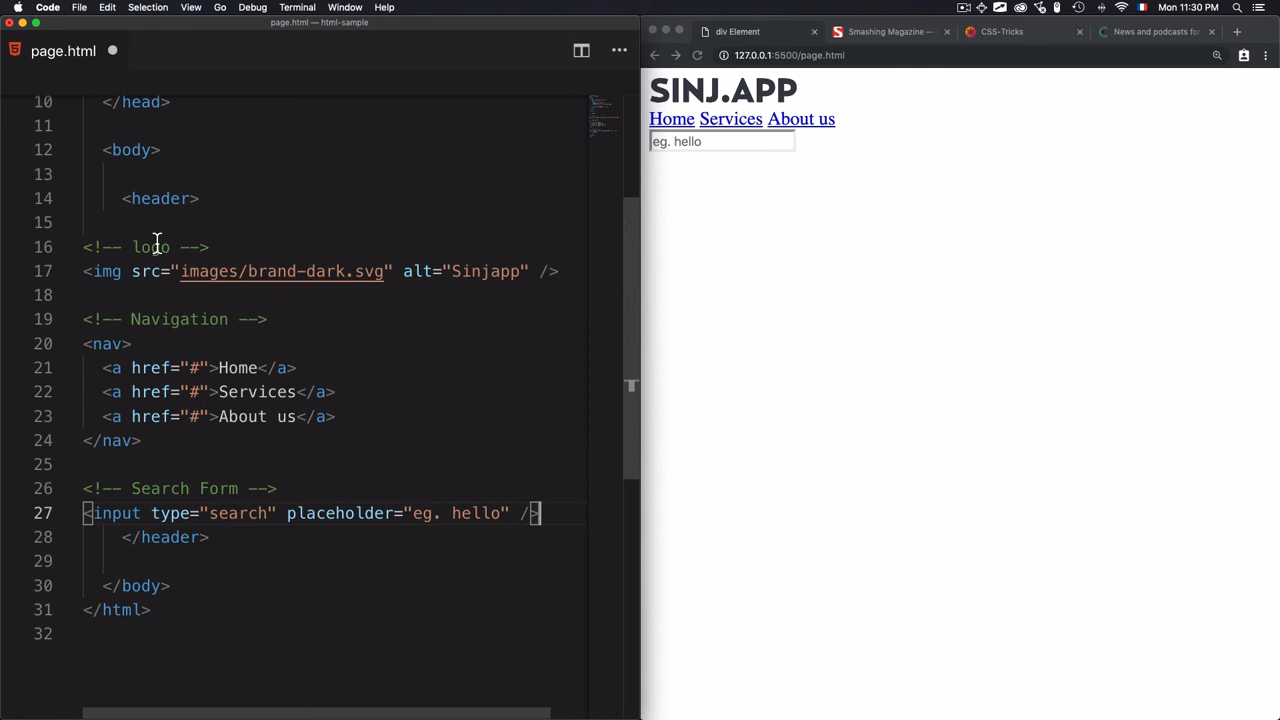 Code File Edit Selection View Go Debug Terminal Window Help Mon 11:30 PM
page.html — html-sample
page.html
10 </head>
11
12 <body>
13
14 <header>
15
16 <!-- logo -->
17 <img src="images/brand-dark.svg" alt="Sinjapp" />
18
19 <!-- Navigation -->
20 <nav>
21 <a href="#">Home</a>
22 <a href="#">Services</a>
23 <a href="#">About us</a>
24 </nav>
25
26 <!-- Search Form -->
27 <input type="search" placeholder="eg. hello" />
28 </header>
29
30 </body>
31 </html>
32
div Element Smashing Magazine — CSS-Tricks News and podcasts for
127.0.0.1:5500/page.html
SINJ.APP
Home Services About us
eg. hello